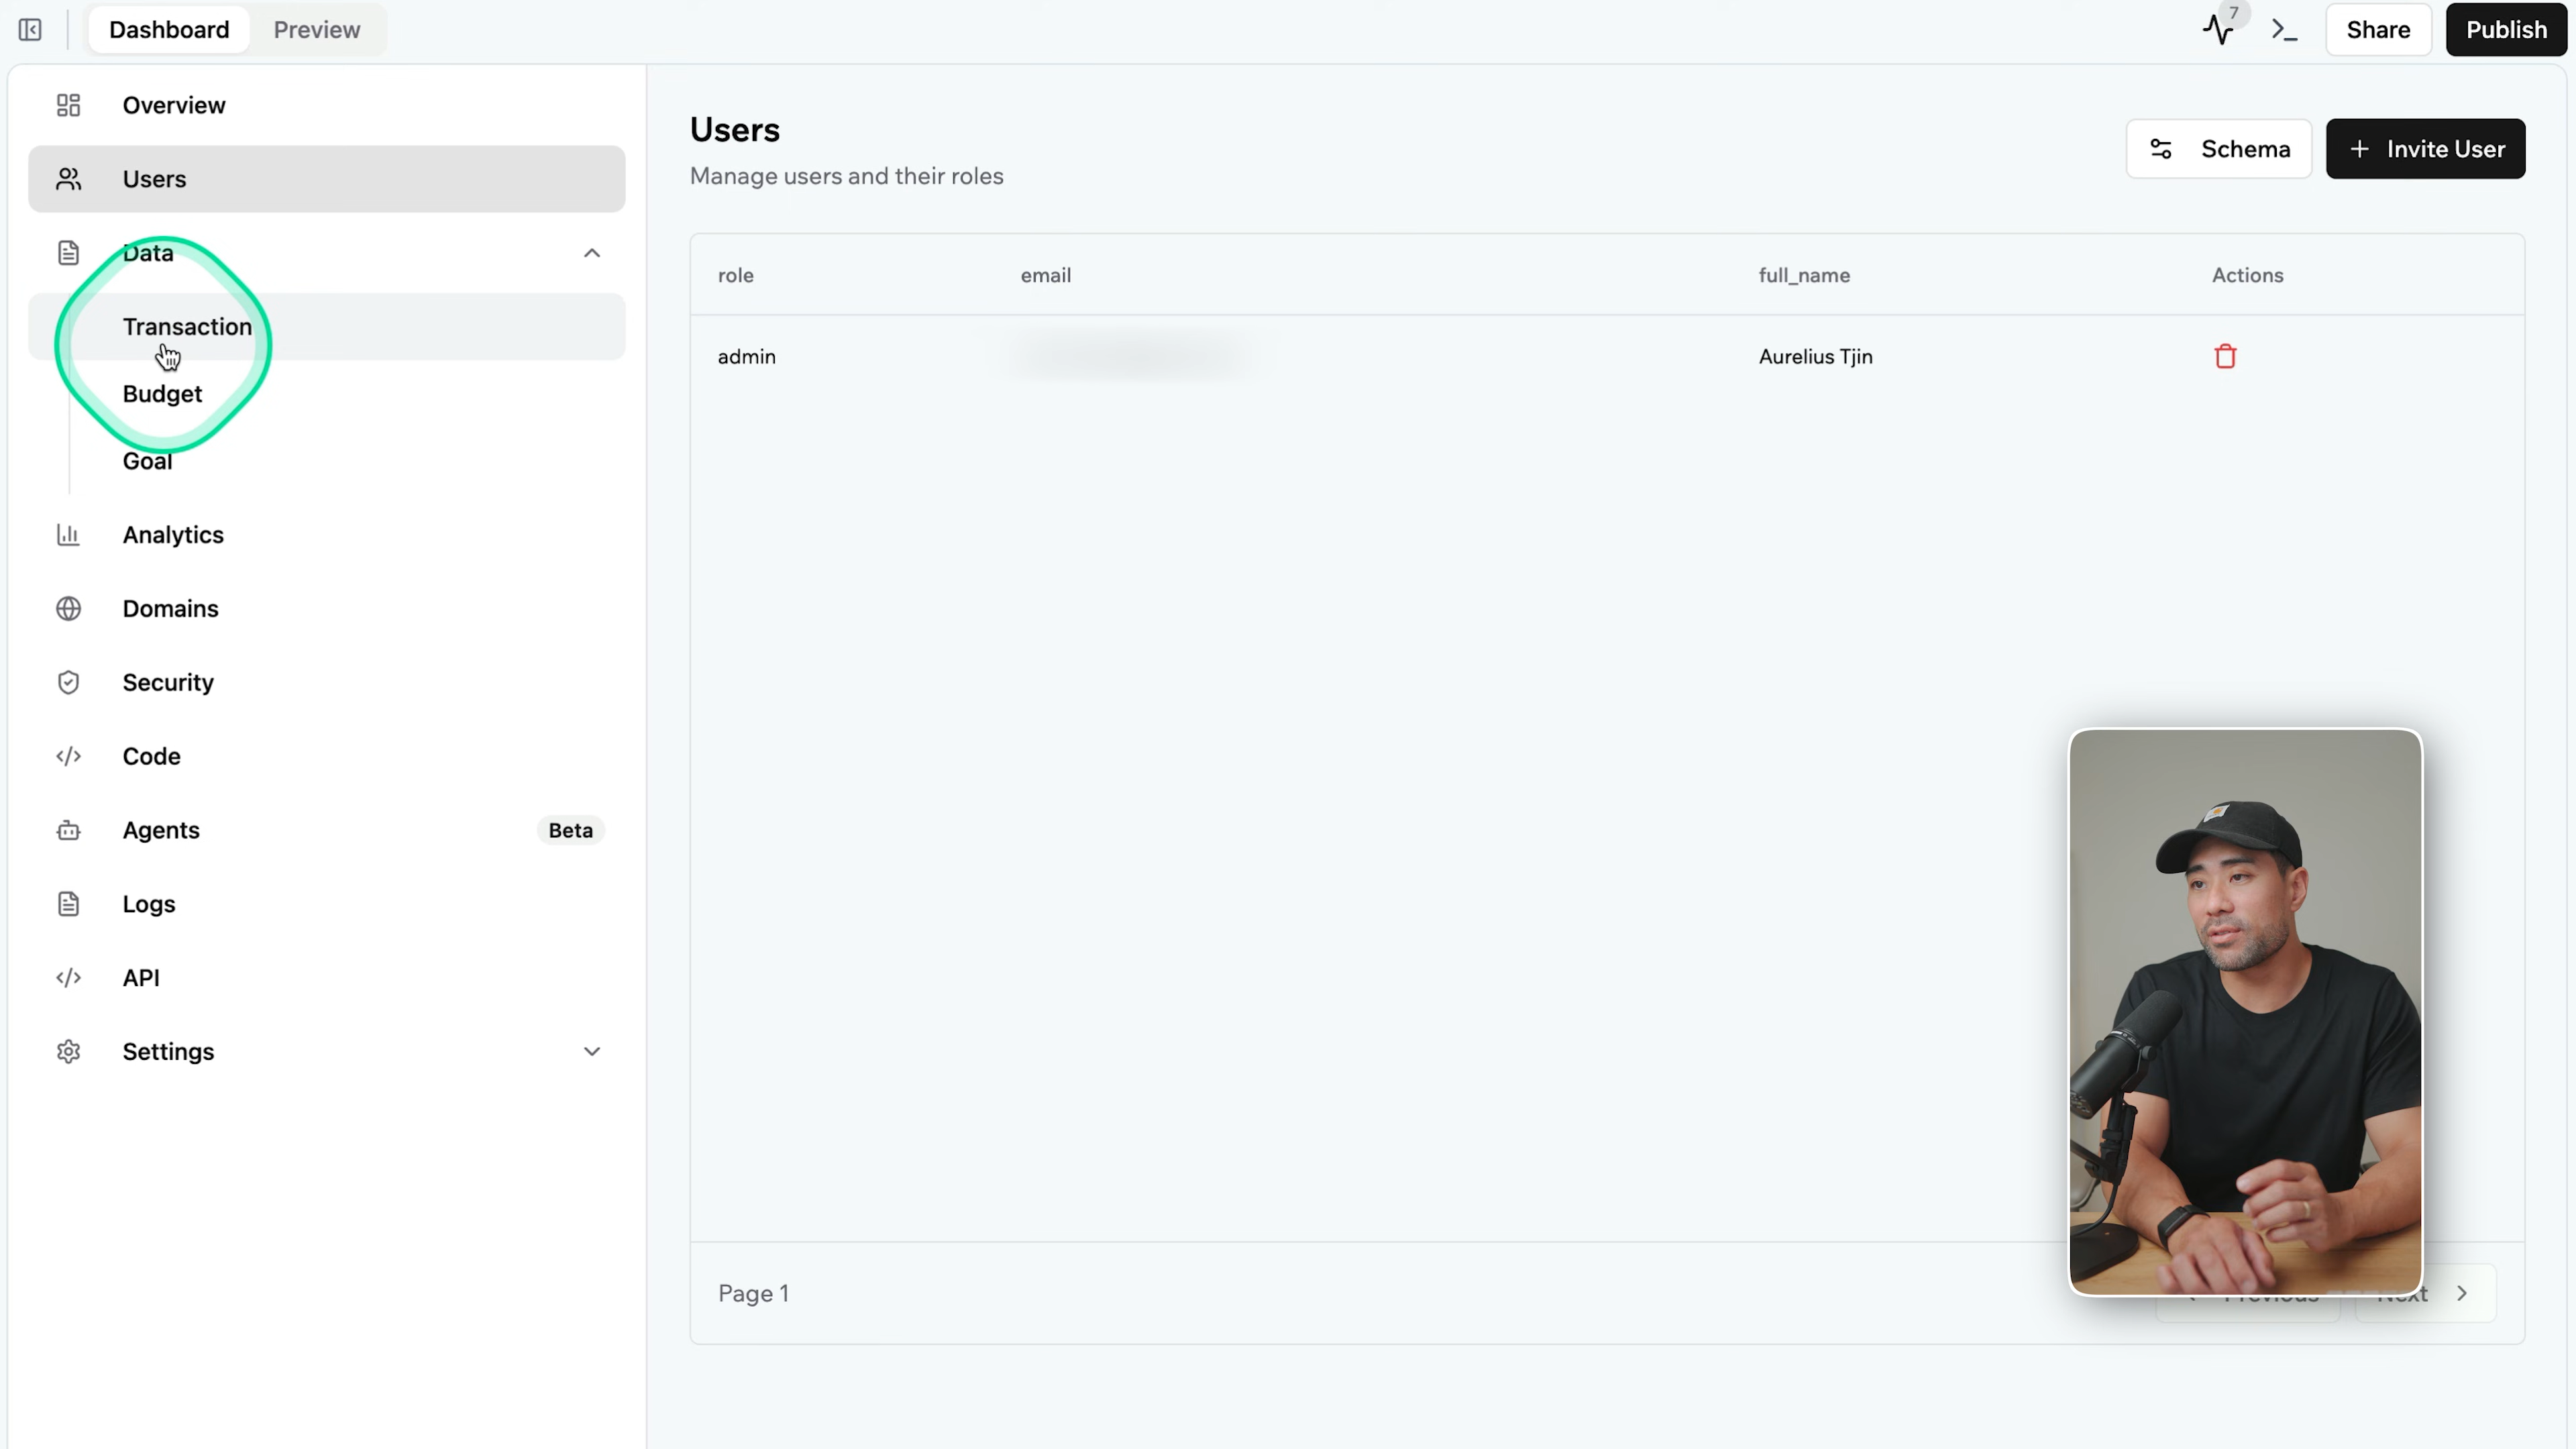 Dashboard
Preview
7
Share
Publish
Overview
Users
Data
Transaction
Budget
Goal
Analytics
Domains
Security
Code
Agents
Beta
Logs
API
Settings
Users
Manage users and their roles
Schema
Invite User
role
email
full_name
Actions
admin
Aurelius Tjin
Page 1
Previous
Next